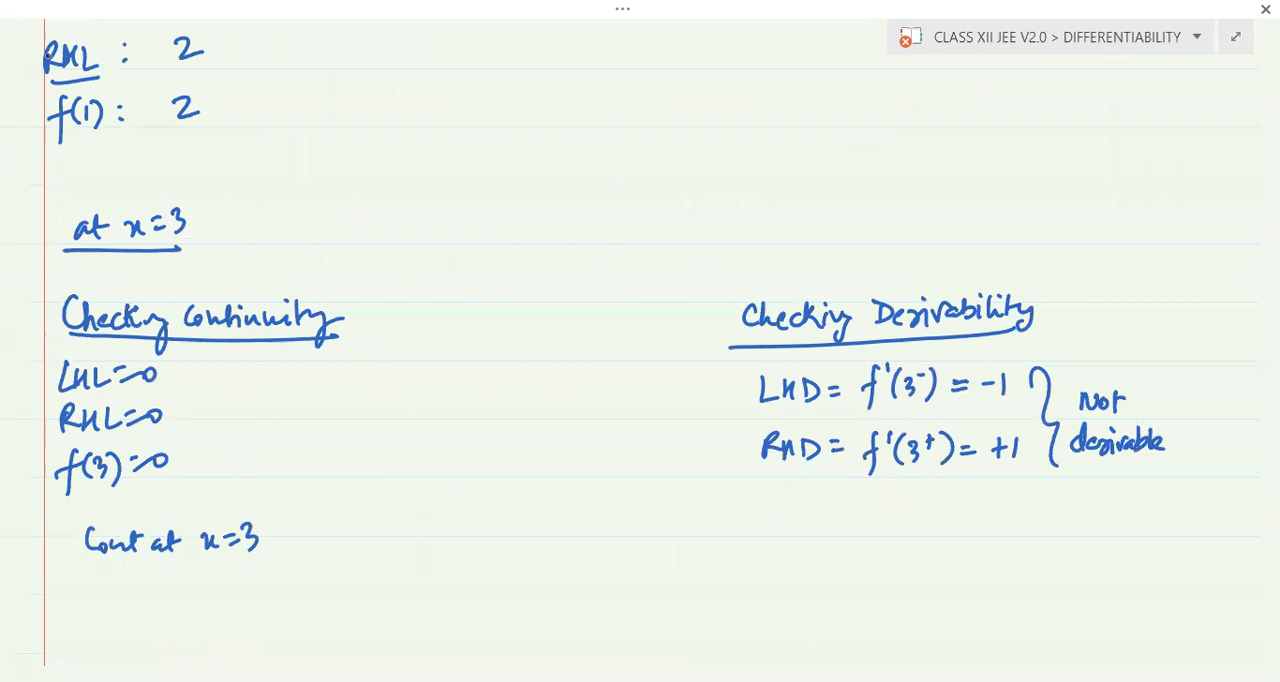 CLASS XII JEE V2.0 > DIFFERENTIABILITY
RHL : 2
f(1) : 2
at x=3
Checking Continuity
LHL=0
RHL=0
f(3)=0
Cont at x=3
Checking Derivability
LHD = f'(3⁻) = -1
RHD = f'(3⁺) = +1
Not
derivable